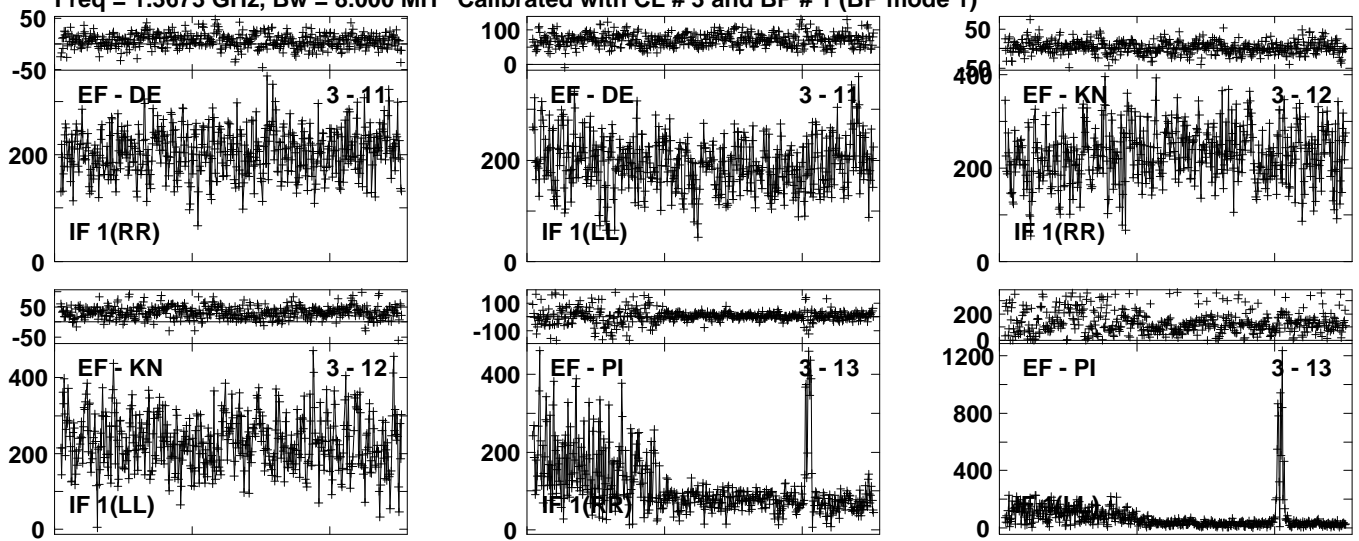 Freq = 1.3673 GHz, Bw = 8.000 MH Calibrated with CL # 3 and BP # 1 (BP mode 1)
50
-50
EF - DE 3 - 11
200
IF 1(RR)
0
100
0
EF - DE 3 - 11
200
IF 1(LL)
0
50
-50
400
EF - KN 3 - 12
200
IF 1(RR)
0
50
-50
EF - KN 3 - 12
400
200
IF 1(LL)
0
100
-100
EF - PI 3 - 13
400
200
IF 1(RR)
0
200
0
1200
EF - PI 3 - 13
800
400
IF 1(LL)
0